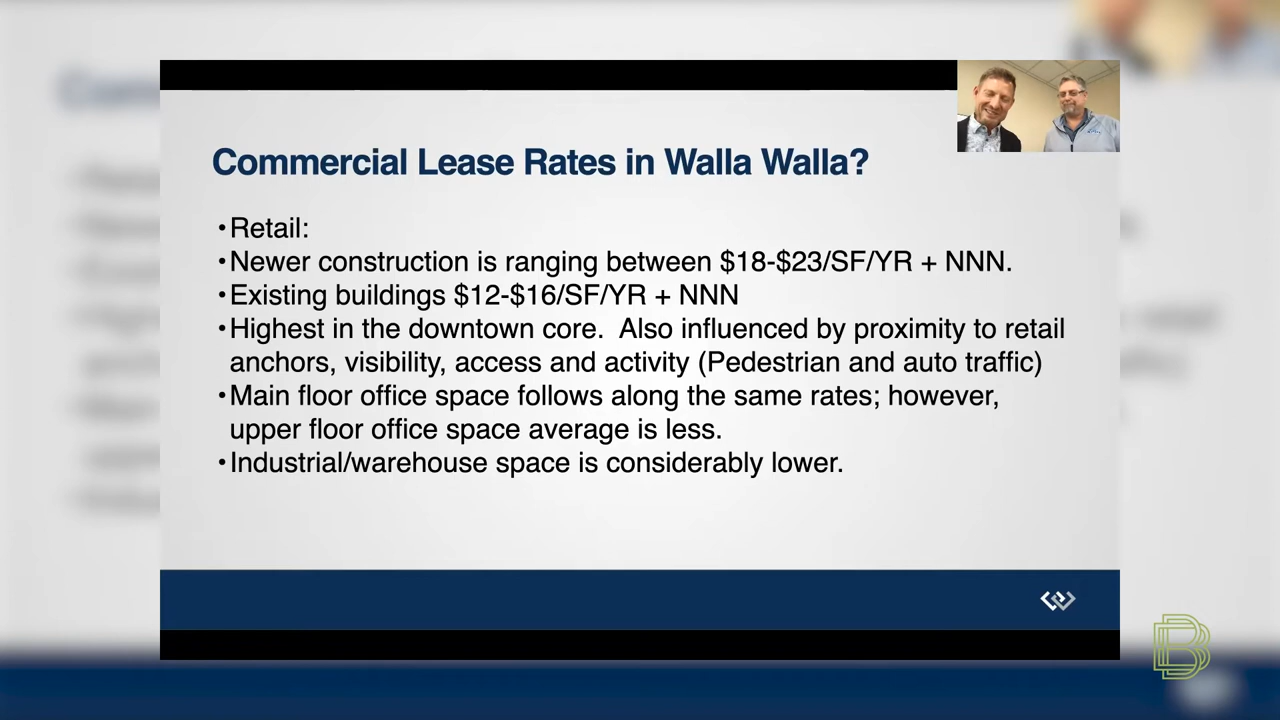 Commercial Lease Rates in Walla Walla?
•Retail:
•Newer construction is ranging between $18-$23/SF/YR + NNN.
•Existing buildings $12-$16/SF/YR + NNN
•Highest in the downtown core.  Also influenced by proximity to retail
anchors, visibility, access and activity (Pedestrian and auto traffic)
•Main floor office space follows along the same rates; however,
upper floor office space average is less.
•Industrial/warehouse space is considerably lower.